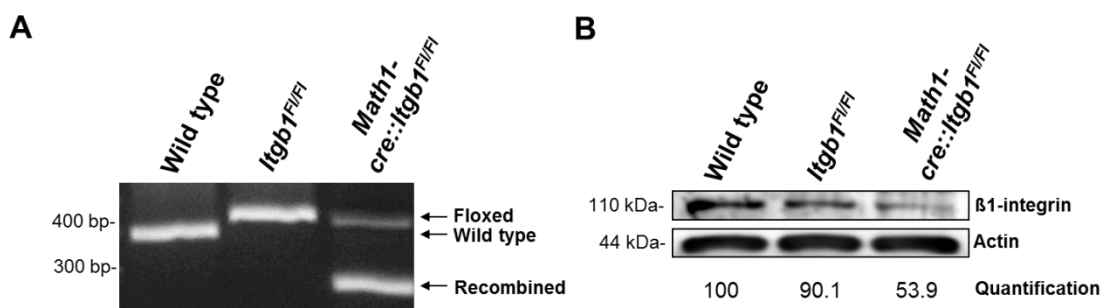 A
Wild type
Itgb1Fl/Fl
Math1-
cre::Itgb1Fl/Fl
400 bp-
300 bp-
Floxed
Wild type
Recombined
B
Wild type
Itgb1Fl/Fl
Math1-
cre::Itgb1Fl/Fl
110 kDa-
ß1-integrin
44 kDa-
Actin
100 90.1 53.9 Quantification